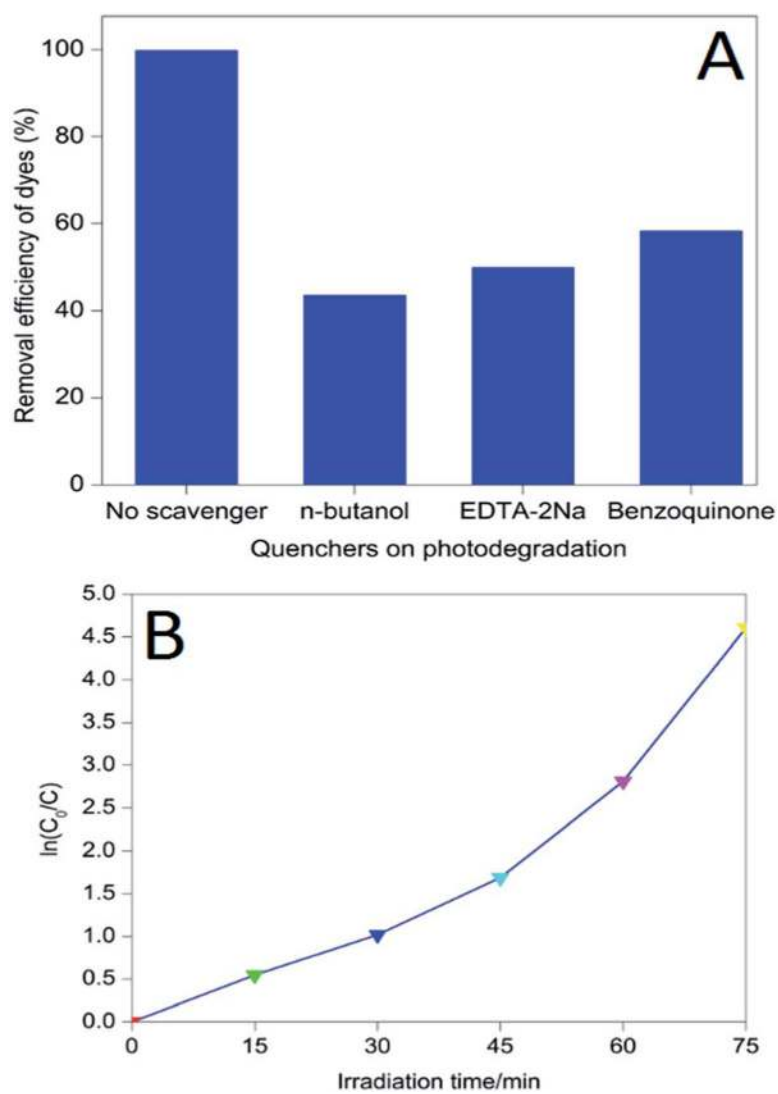 A
Removal efficiency of dyes (%)
100
80
60
40
20
0
No scavenger n-butanol EDTA-2Na Benzoquinone
Quenchers on photodegradation
B
ln(C₀/C)
5.0
4.5
4.0
3.5
3.0
2.5
2.0
1.5
1.0
0.5
0.0
0 15 30 45 60 75
Irradiation time/min